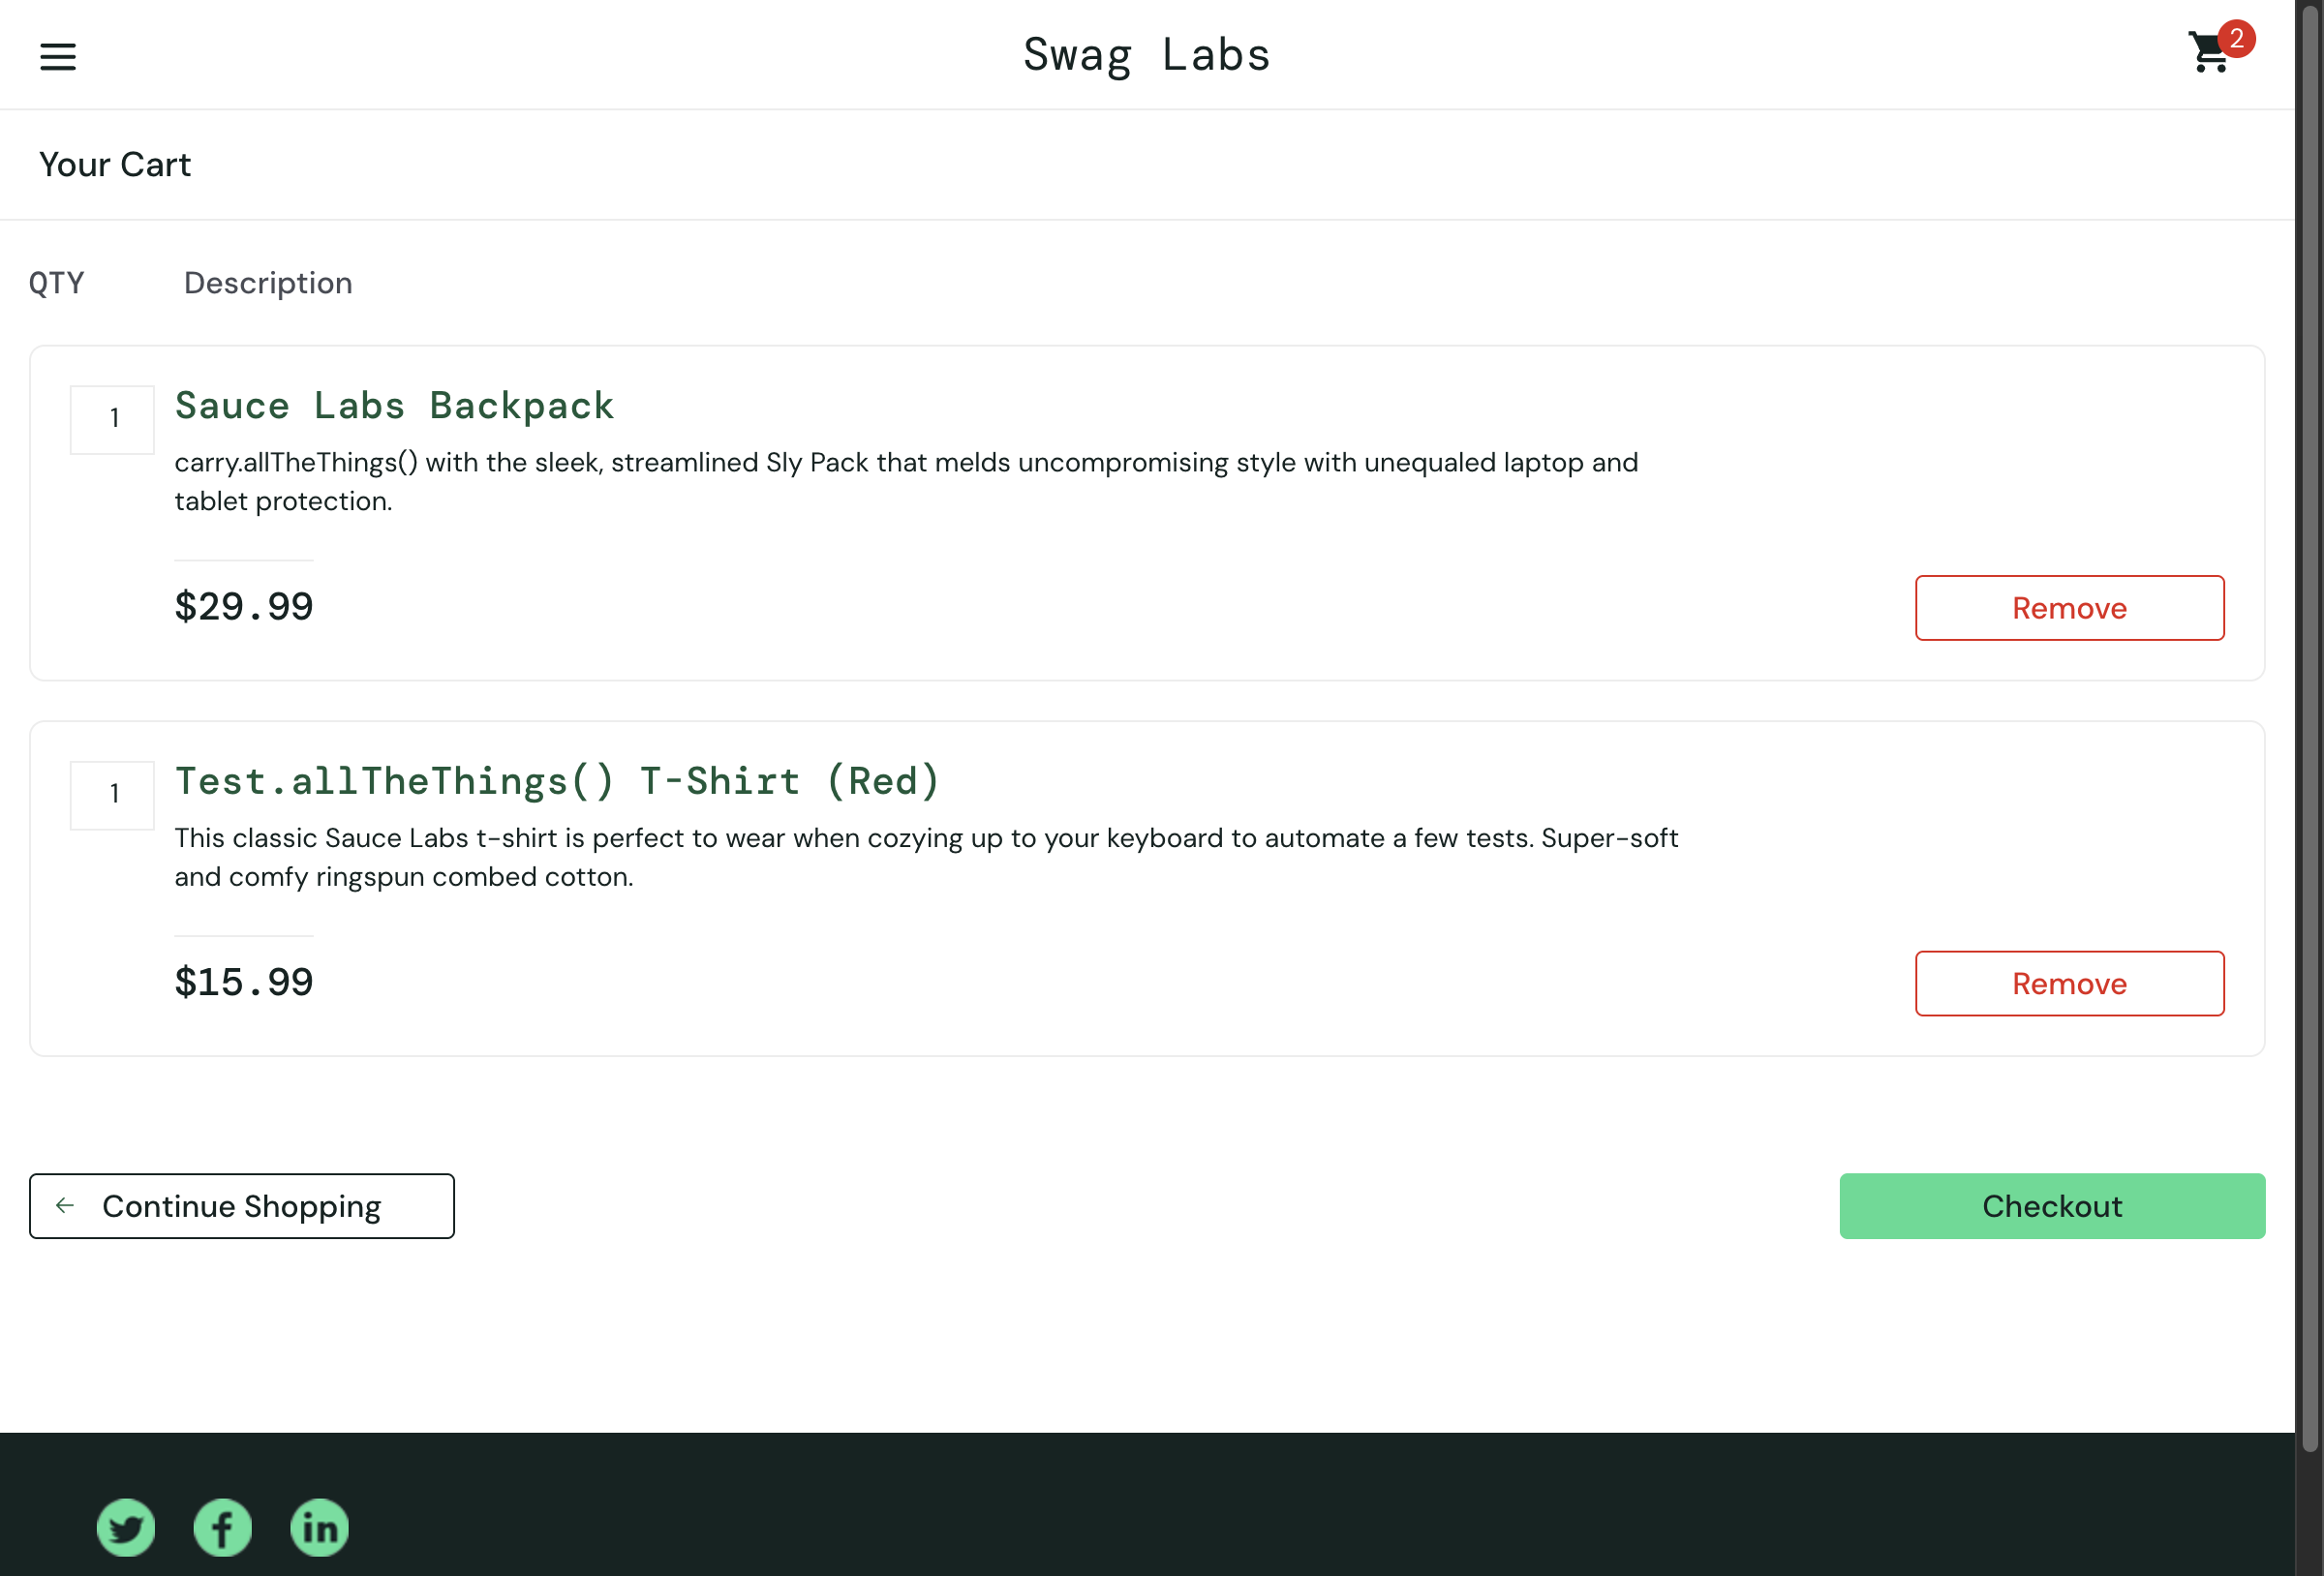 Swag Labs
2
Your Cart
QTY Description
1
Sauce Labs Backpack
carry.allTheThings() with the sleek, streamlined Sly Pack that melds uncompromising style with unequaled laptop and
tablet protection.
$29.99
Remove
1
Test.allTheThings() T-Shirt (Red)
This classic Sauce Labs t-shirt is perfect to wear when cozying up to your keyboard to automate a few tests. Super-soft
and comfy ringspun combed cotton.
$15.99
Remove
Continue Shopping
Checkout
f
in